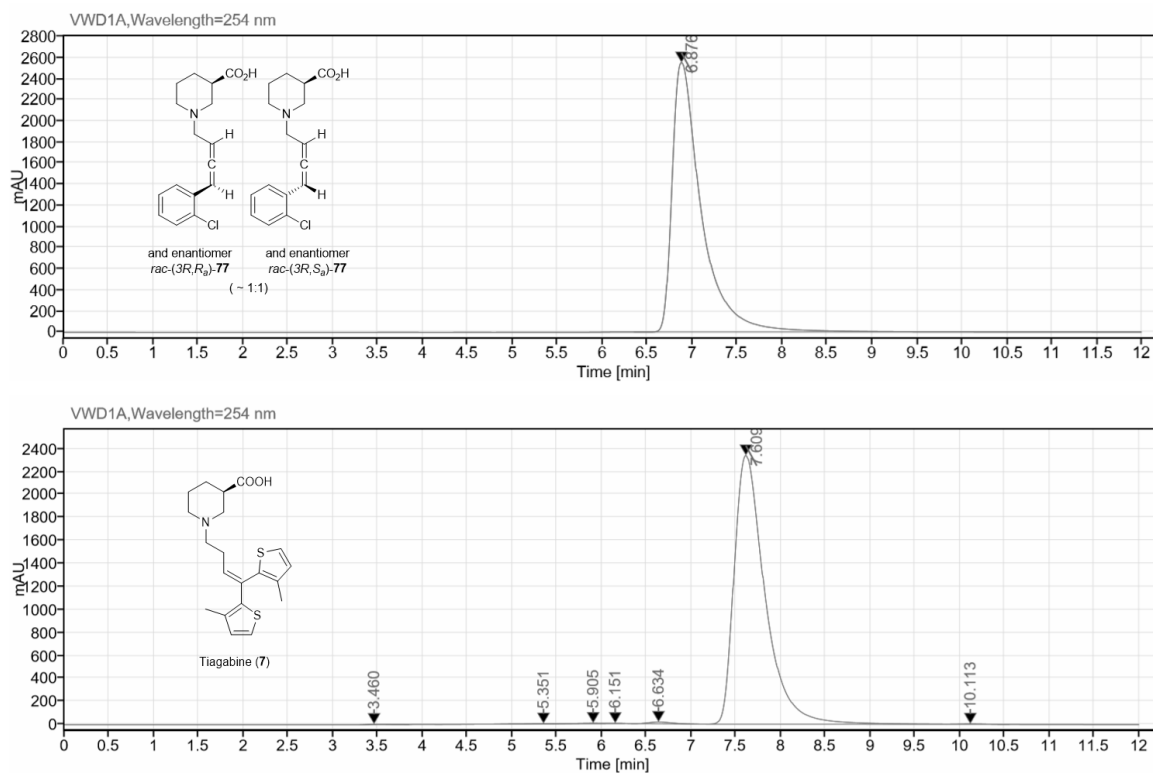 VWD1A,Wavelength=254 nm
2800
2600
2400
2200
2000
1800
1600
1400
1200
1000
800
600
400
200
0
mAU
6.876
CO2H
CO2H
N
N
H
H
C
C
H
H
Cl
Cl
and enantiomer
and enantiomer
rac-(3R,Ra)-77
rac-(3R,Sa)-77
( ~ 1:1)
0 0.5 1 1.5 2 2.5 3 3.5 4 4.5 5 5.5 6 6.5 7 7.5 8 8.5 9 9.5 10 10.5 11 11.5 12
Time [min]
VWD1A,Wavelength=254 nm
2400
2200
2000
1800
1600
1400
1200
1000
800
600
400
200
0
mAU
COOH
N
S
S
Tiagabine (7)
3.460
5.351
5.905
6.151
6.634
7.609
10.113
0 0.5 1 1.5 2 2.5 3 3.5 4 4.5 5 5.5 6 6.5 7 7.5 8 8.5 9 9.5 10 10.5 11 11.5 12
Time [min]